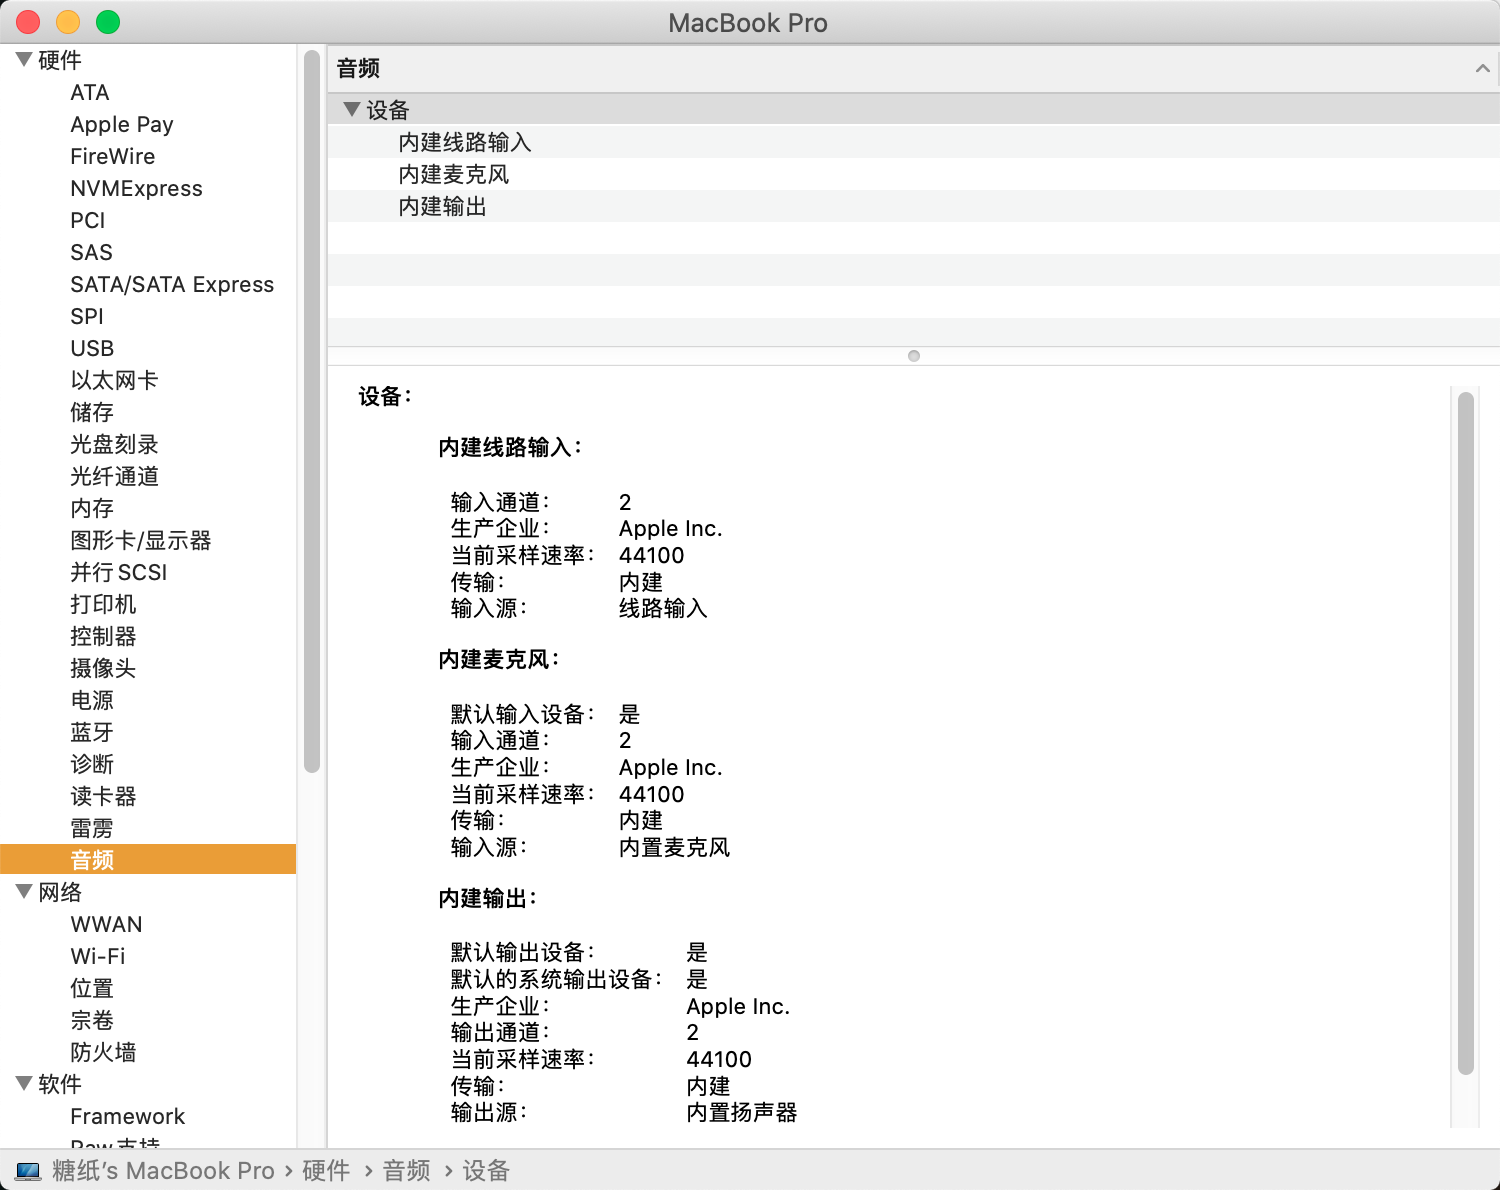 MacBook Pro
硬件
ATA
Apple Pay
FireWire
NVMExpress
PCI
SAS
SATA/SATA Express
SPI
USB
以太网卡
储存
光盘刻录
光纤通道
内存
图形卡/显示器
并行 SCSI
打印机
控制器
摄像头
电源
蓝牙
诊断
读卡器
雷雳
音频
网络
WWAN
Wi-Fi
位置
宗卷
防火墙
软件
Framework
Raw 支持
音频
设备
内建线路输入
内建麦克风
内建输出
设备：
内建线路输入：
输入通道： 2
生产企业： Apple Inc.
当前采样速率： 44100
传输： 内建
输入源： 线路输入
内建麦克风：
默认输入设备： 是
输入通道： 2
生产企业： Apple Inc.
当前采样速率： 44100
传输： 内建
输入源： 内置麦克风
内建输出：
默认输出设备： 是
默认的系统输出设备： 是
生产企业： Apple Inc.
输出通道： 2
当前采样速率： 44100
传输： 内建
输出源： 内置扬声器
糖纸’s MacBook Pro › 硬件 › 音频 › 设备